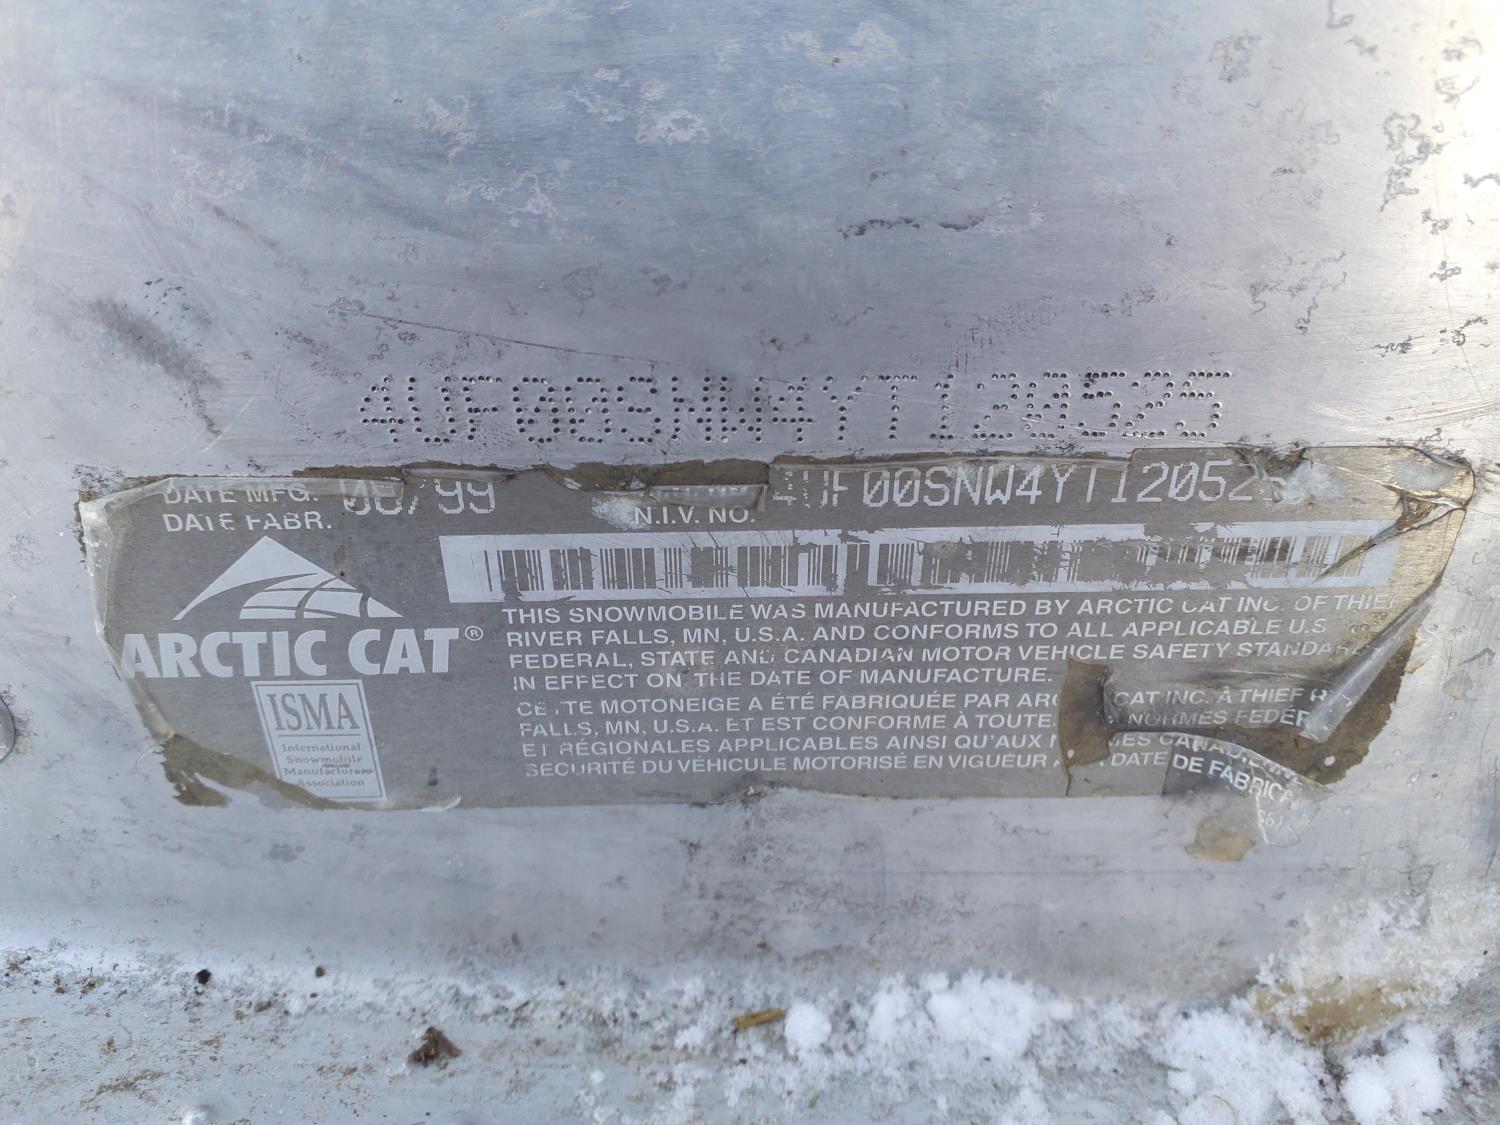 4UF00SNW4YT120525
DATE MFG. 08/99 4UF00SNW4YT12052
DATE FABR. N.I.V. NO.
ARCTIC CAT®
ISMA
International
Snowmobile
Manufacturers
Association
THIS SNOWMOBILE WAS MANUFACTURED BY ARCTIC CAT INC. OF THIEF
RIVER FALLS, MN, U.S.A. AND CONFORMS TO ALL APPLICABLE U.S
FEDERAL, STATE AND CANADIAN MOTOR VEHICLE SAFETY STANDAR
IN EFFECT ON THE DATE OF MANUFACTURE.
CETTE MOTONEIGE A ÉTÉ FABRIQUÉE PAR ARC CAT INC. À THIEF R
FALLS, MN, U.S.A. ET EST CONFORME À TOUTE NORMES FEDER
ET RÉGIONALES APPLICABLES AINSI QU'AUX N MES CANADIENNE
SECURITÉ DU VÉHICULE MOTORISÉ EN VIGUEUR DATE DE FABRICA